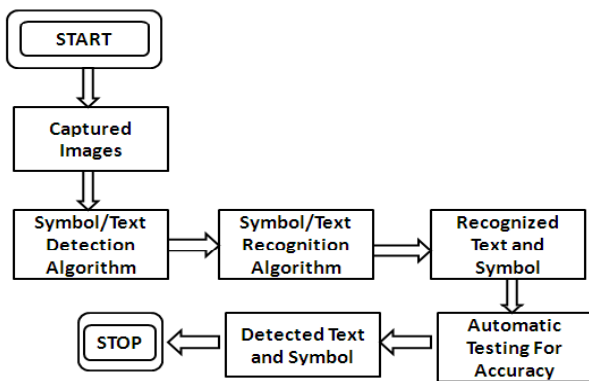 START
Captured
Images
Symbol/Text
Detection
Algorithm
Symbol/Text
Recognition
Algorithm
Recognized
Text and
Symbol
Automatic
Testing For
Accuracy
Detected Text
and Symbol
STOP